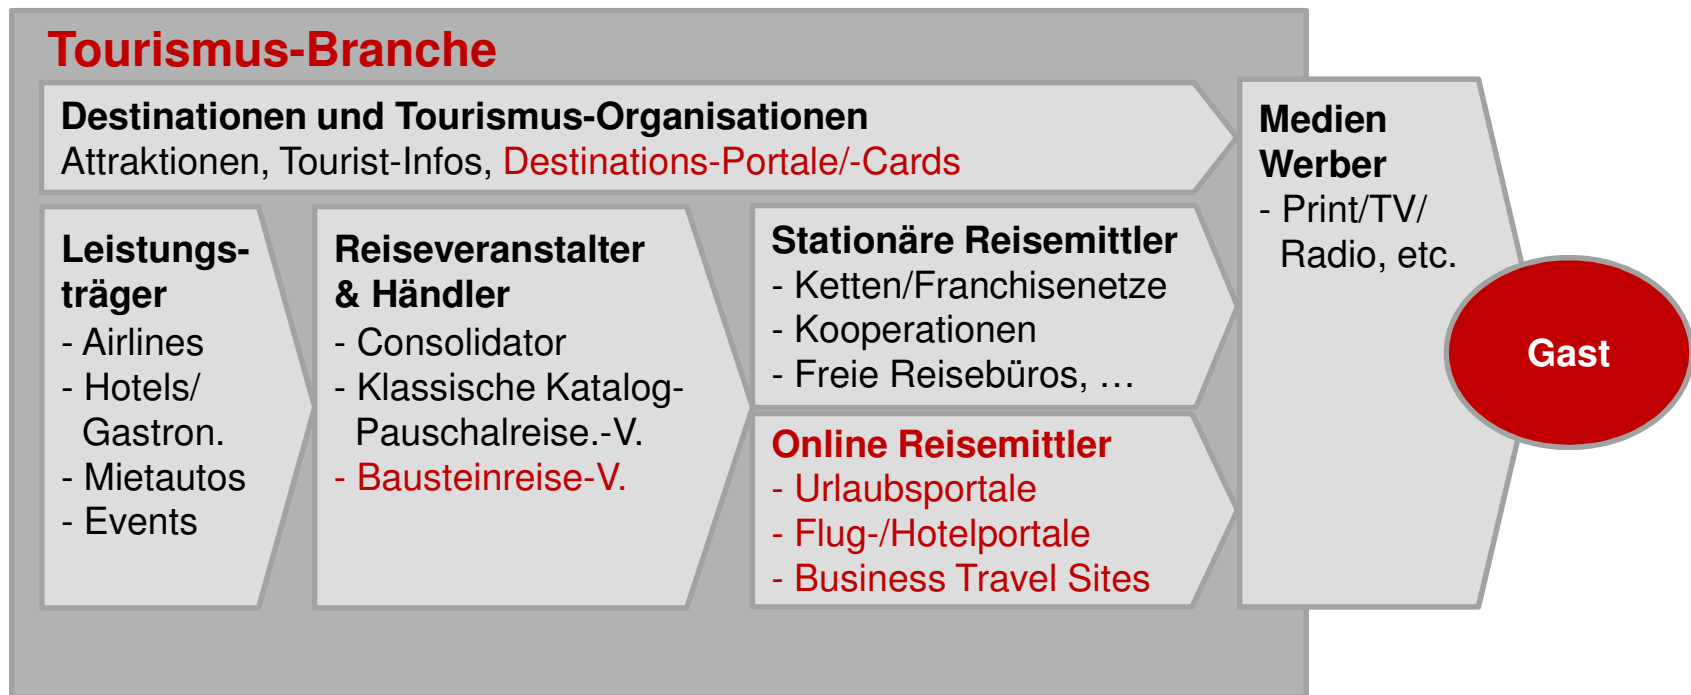 Tourismus-Branche
Destinationen und Tourismus-Organisationen
Attraktionen, Tourist-Infos, Destinations-Portale/-Cards
Leistungs-
träger
- Airlines
- Hotels/
Gastron.
- Mietautos
- Events
Reiseveranstalter
& Händler
- Consolidator
- Klassische Katalog-
Pauschalreise.-V.
- Bausteinreise-V.
Stationäre Reisemittler
- Ketten/Franchisenetze
- Kooperationen
- Freie Reisebüros, …
Online Reisemittler
- Urlaubsportale
- Flug-/Hotelportale
- Business Travel Sites
Medien
Werber
- Print/TV/
Radio, etc.
Gast